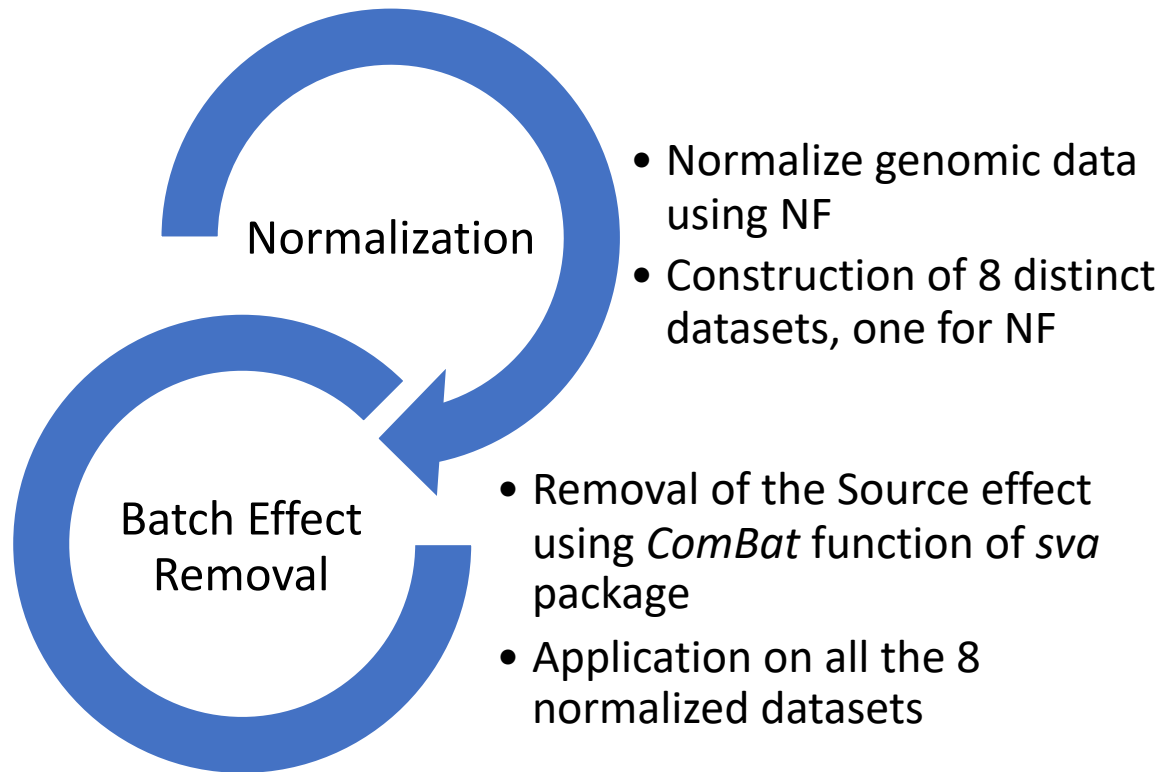 Normalization
• Normalize genomic data
using NF
• Construction of 8 distinct
datasets, one for NF
Batch Effect
Removal
• Removal of the Source effect
using ComBat function of sva
package
• Application on all the 8
normalized datasets